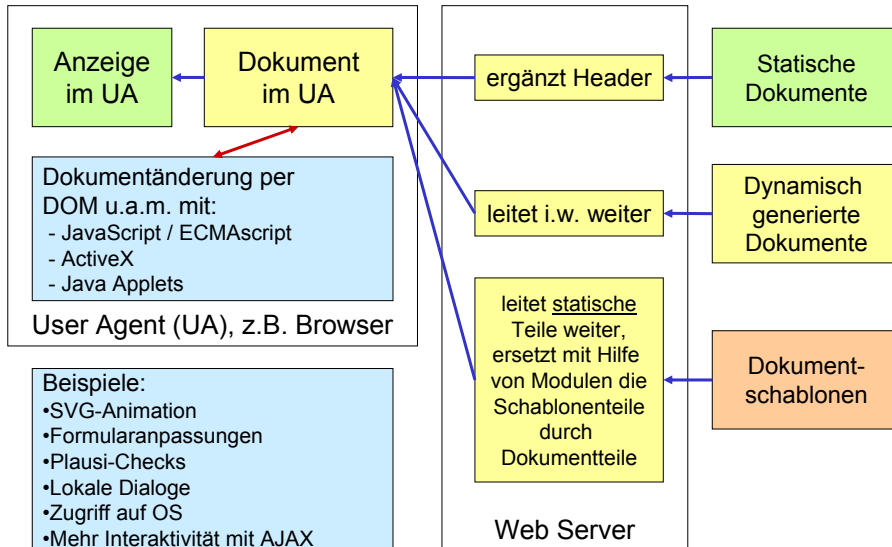 Anzeige
im UA
Dokument
im UA
Dokumentänderung per
DOM u.a.m. mit:
- JavaScript / ECMAscript
- ActiveX
- Java Applets
User Agent (UA), z.B. Browser
Beispiele:
•SVG-Animation
•Formularanpassungen
•Plausi-Checks
•Lokale Dialoge
•Zugriff auf OS
•Mehr Interaktivität mit AJAX
ergänzt Header
leitet i.w. weiter
leitet statische
Teile weiter,
ersetzt mit Hilfe
von Modulen die
Schablonenteile
durch
Dokumentteile
Web Server
Statische
Dokumente
Dynamisch
generierte
Dokumente
Dokument-
schablonen